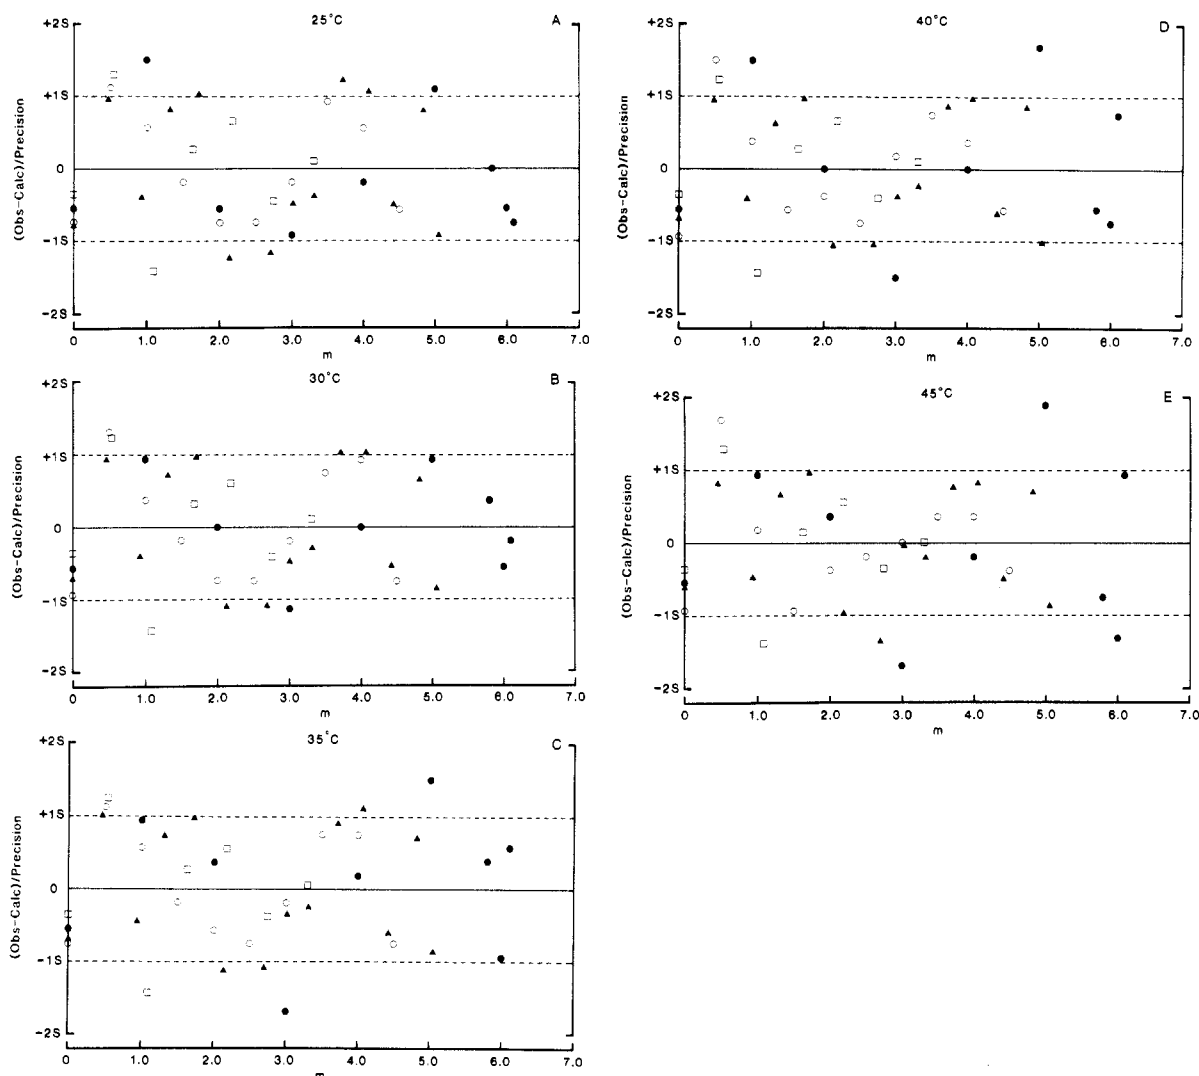 25°C
A
+2S
+1S
0
-1S
-2S
(Obs-Calc)/Precision
0 1.0 2.0 3.0 4.0 5.0 6.0 7.0
m
30°C
B
+2S
+1S
0
-1S
-2S
(Obs-Calc)/Precision
0 1.0 2.0 3.0 4.0 5.0 6.0 7.0
m
35°C
C
+2S
+1S
0
-1S
-2S
(Obs-Calc)/Precision
0 1.0 2.0 3.0 4.0 5.0 6.0 7.0
m
40°C
D
+2S
+1S
0
-1S
-2S
(Obs-Calc)/Precision
0 1.0 2.0 3.0 4.0 5.0 6.0 7.0
m
45°C
E
+2S
+1S
0
-1S
-2S
(Obs-Calc)/Precision
0 1.0 2.0 3.0 4.0 5.0 6.0 7.0
m